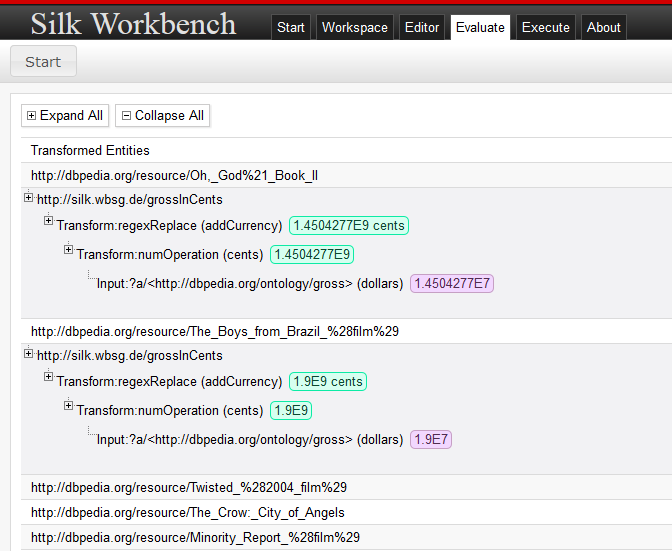 Silk Workbench Start Workspace Editor Evaluate Execute About
Start
Expand All Collapse All
Transformed Entities
http://dbpedia.org/resource/Oh,_God%21_Book_II
http://silk.wbsg.de/grossInCents
Transform:regexReplace (addCurrency) 1.4504277E9 cents
Transform:numOperation (cents) 1.4504277E9
Input:?a/<http://dbpedia.org/ontology/gross> (dollars) 1.4504277E7
http://dbpedia.org/resource/The_Boys_from_Brazil_%28film%29
http://silk.wbsg.de/grossInCents
Transform:regexReplace (addCurrency) 1.9E9 cents
Transform:numOperation (cents) 1.9E9
Input:?a/<http://dbpedia.org/ontology/gross> (dollars) 1.9E7
http://dbpedia.org/resource/Twisted_%282004_film%29
http://dbpedia.org/resource/The_Crow:_City_of_Angels
http://dbpedia.org/resource/Minority_Report_%28film%29